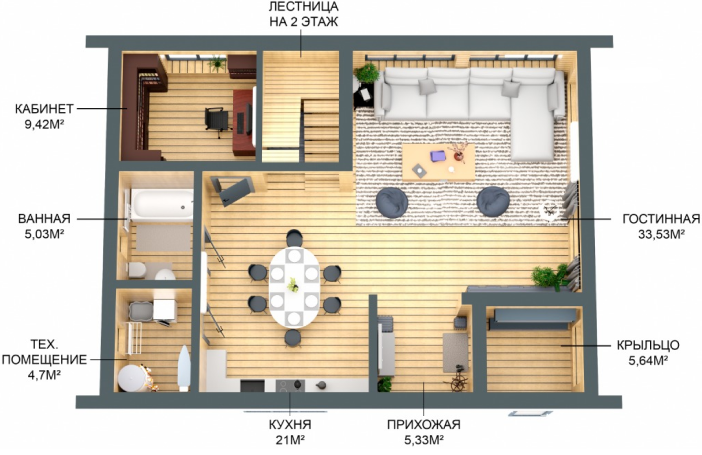 ЛЕСТНИЦА
НА 2 ЭТАЖ
КАБИНЕТ
9,42М²
ВАННАЯ
5,03М²
ГОСТИННАЯ
33,53М²
ТЕХ.
ПОМЕЩЕНИЕ
4,7М²
КРЫЛЬЦО
5,64М²
КУХНЯ
21М²
ПРИХОЖАЯ
5,33М²